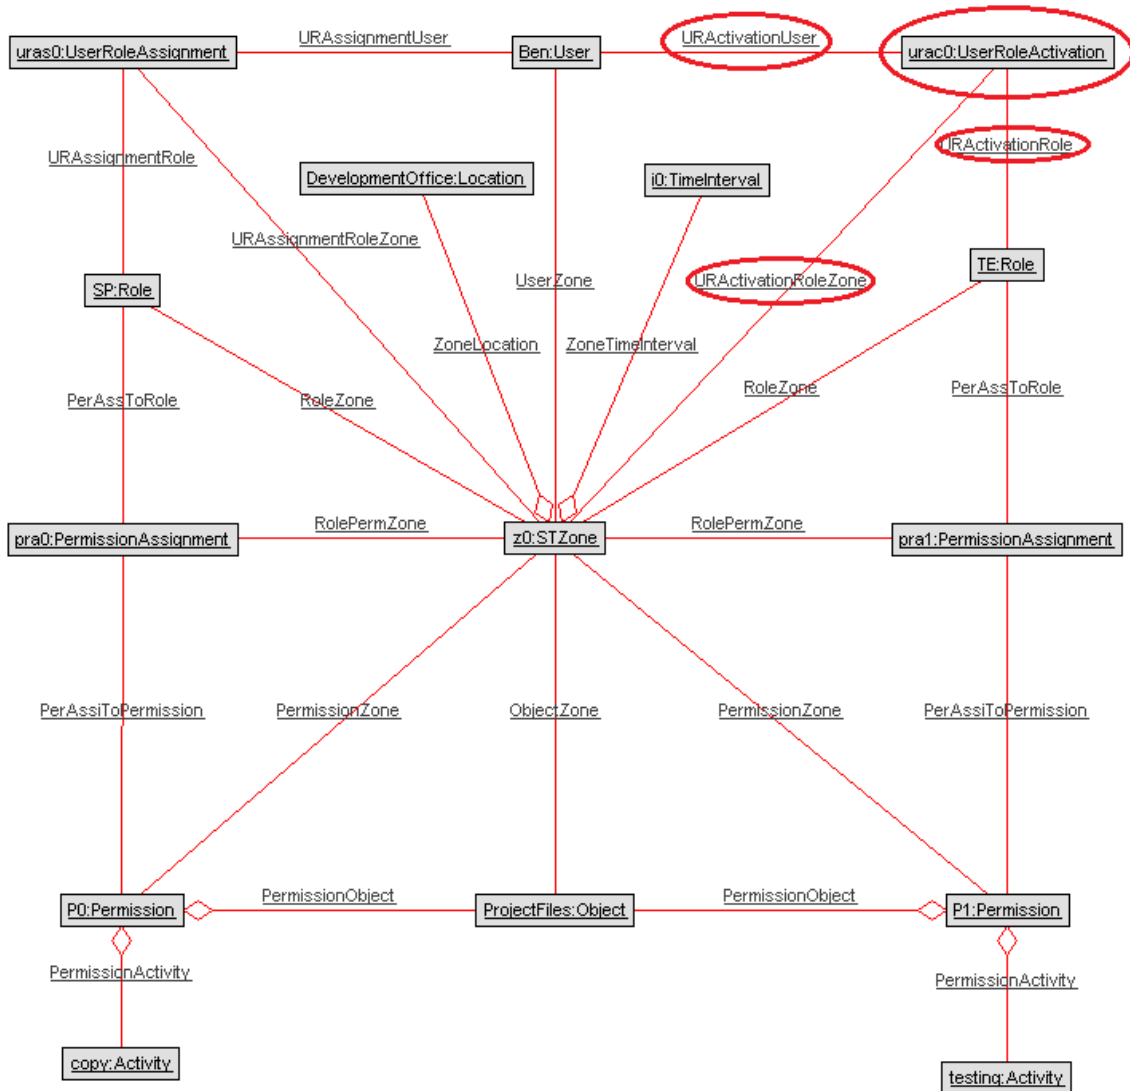 URAssignmentUser
URActivationUser
uras0:UserRoleAssignment
Ben:User
urac0:UserRoleActivation
URActivationRole
URAssignmentRole
DevelopmentOffice:Location
i0:TimeInterval
URAssignmentRoleZone
TE:Role
UserZone
URActivationRoleZone
SP:Role
ZoneLocation
ZoneTimeInterval
RoleZone
PerAssToRole
PerAssToRole
RoleZone
RolePermZone
RolePermZone
pra0:PermissionAssignment
z0:STZone
pra1:PermissionAssignment
PerAssiToPermission
PermissionZone
ObjectZone
PermissionZone
PerAssiToPermission
PermissionObject
PermissionObject
P0:Permission
ProjectFiles:Object
P1:Permission
PermissionActivity
PermissionActivity
copy:Activity
testing:Activity